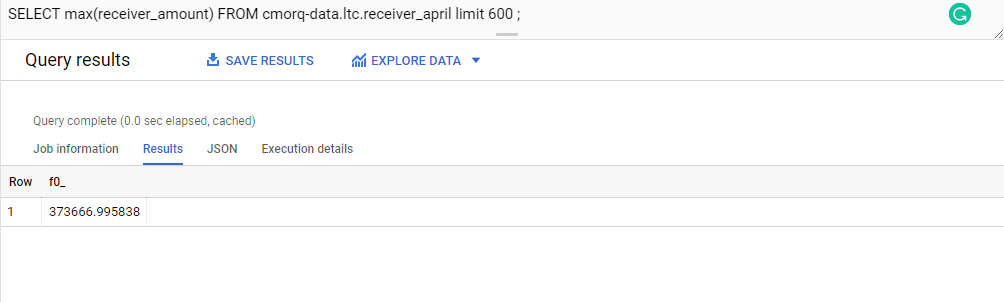 SELECT max(receiver_amount) FROM cmorq-data.ltc.receiver_april limit 600 ;
Query results SAVE RESULTS EXPLORE DATA
Query complete (0.0 sec elapsed, cached)
Job information Results JSON Execution details
Row f0_
1 373666.995838